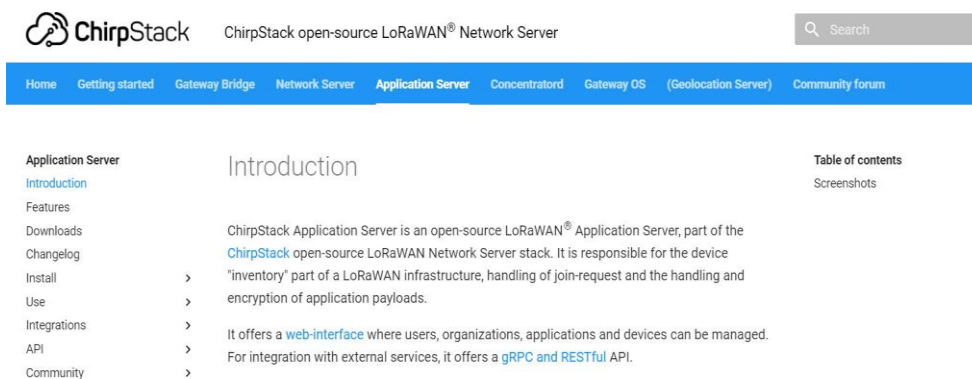 ChirpStack
ChirpStack open-source LoRaWAN® Network Server
Search
Home Getting started Gateway Bridge Network Server Application Server Concentratord Gateway OS (Geolocation Server) Community forum
Application Server
Introduction
Features
Downloads
Changelog
Install
Use
Integrations
API
Community
Introduction
ChirpStack Application Server is an open-source LoRaWAN® Application Server, part of the
ChirpStack open-source LoRaWAN Network Server stack. It is responsible for the device
"inventory" part of a LoRaWAN infrastructure, handling of join-request and the handling and
encryption of application payloads.
It offers a web-interface where users, organizations, applications and devices can be managed.
For integration with external services, it offers a gRPC and RESTful API.
Table of contents
Screenshots